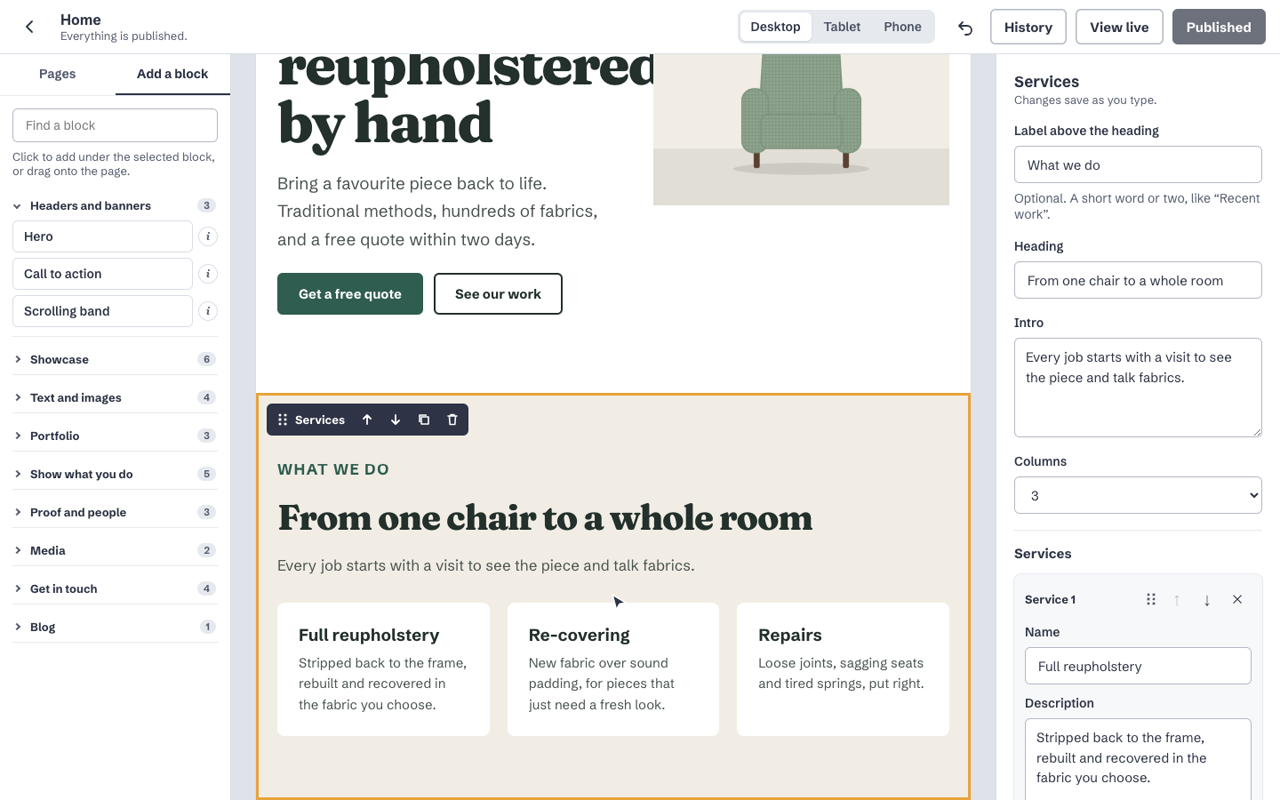 Home
Everything is published.
Desktop
Tablet
Phone
History
View live
Published
Pages
Add a block
Find a block
Click to add under the selected block,
or drag onto the page.
Headers and banners
3
Hero
i
Call to action
i
Scrolling band
i
Showcase
6
Text and images
4
Portfolio
3
Show what you do
5
Proof and people
3
Media
2
Get in touch
4
Blog
1
reupholstered
by hand
Bring a favourite piece back to life.
Traditional methods, hundreds of fabrics,
and a free quote within two days.
Get a free quote
See our work
Services
WHAT WE DO
From one chair to a whole room
Every job starts with a visit to see the piece and talk fabrics.
Full reupholstery
Stripped back to the frame,
rebuilt and recovered in
the fabric you choose.
Re-covering
New fabric over sound
padding, for pieces that
just need a fresh look.
Repairs
Loose joints, sagging seats
and tired springs, put right.
Services
Changes save as you type.
Label above the heading
What we do
Optional. A short word or two, like “Recent
work”.
Heading
From one chair to a whole room
Intro
Every job starts with a visit to see
the piece and talk fabrics.
Columns
3
Services
Service 1
Name
Full reupholstery
Description
Stripped back to the frame,
rebuilt and recovered in the
fabric you choose.